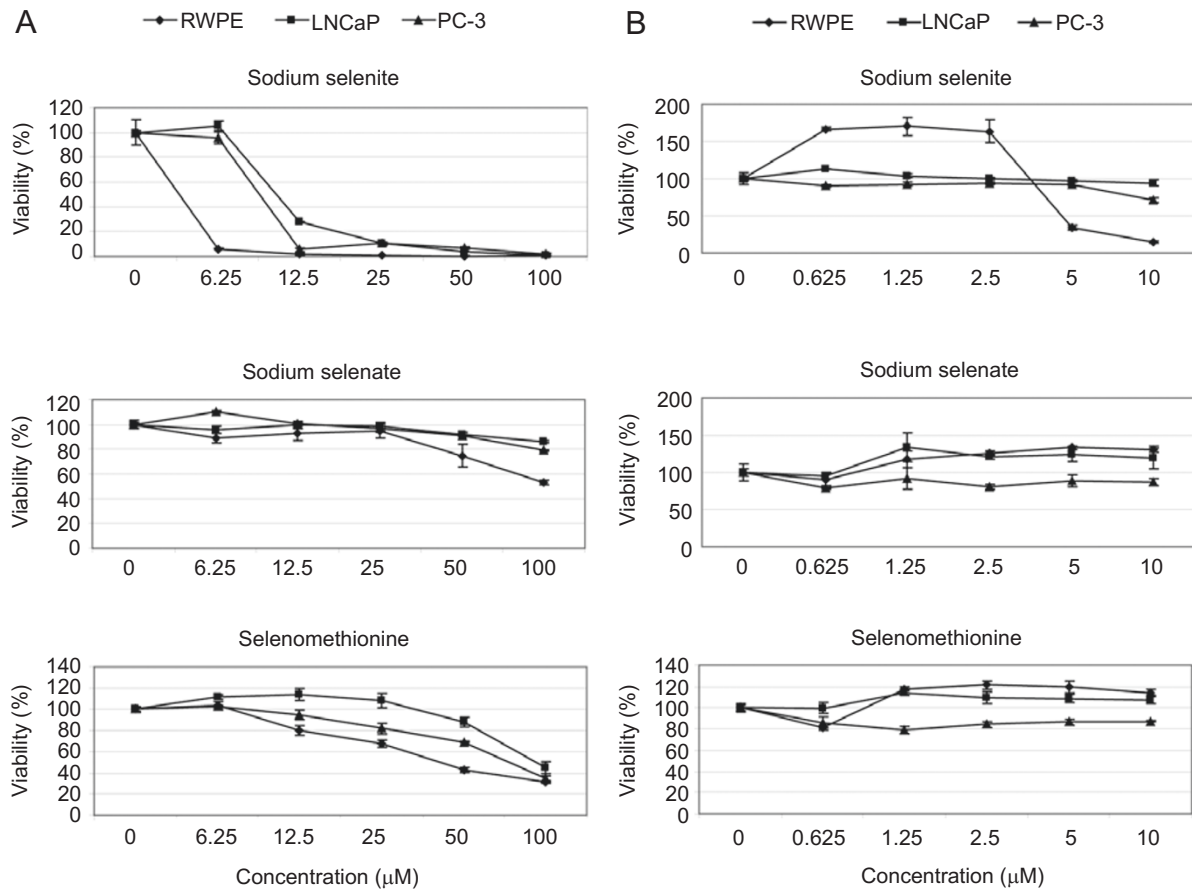 A
RWPE LNCaP PC-3
Sodium selenite
Viability (%)
120
100
80
60
40
20
0
0 6.25 12.5 25 50 100
Sodium selenate
Viability (%)
120
100
80
60
40
20
0
0 6.25 12.5 25 50 100
Selenomethionine
Viability (%)
140
120
100
80
60
40
20
0
0 6.25 12.5 25 50 100
Concentration (μM)
B
RWPE LNCaP PC-3
Sodium selenite
Viability (%)
200
150
100
50
0
0 0.625 1.25 2.5 5 10
Sodium selenate
Viability (%)
200
150
100
50
0
0 0.625 1.25 2.5 5 10
Selenomethionine
Viability (%)
140
120
100
80
60
40
20
0
0 0.625 1.25 2.5 5 10
Concentration (μM)